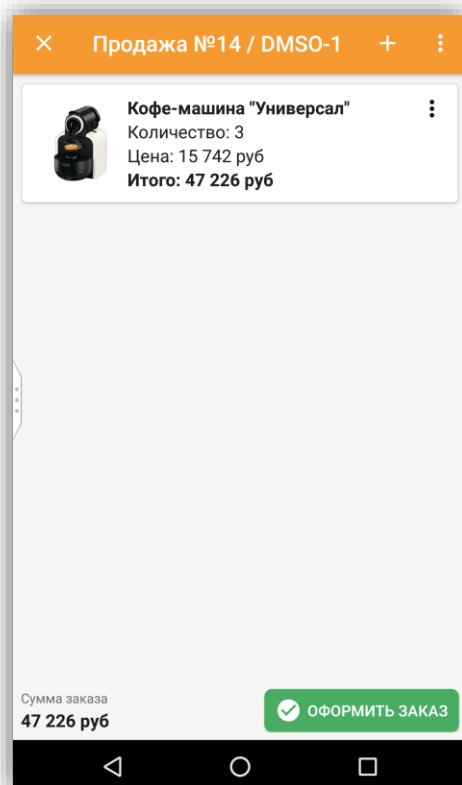 Продажа №14 / DMSO-1
Кофе-машина "Универсал"
Количество: 3
Цена: 15 742 руб
Итого: 47 226 руб
Сумма заказа
47 226 руб
ОФОРМИТЬ ЗАКАЗ